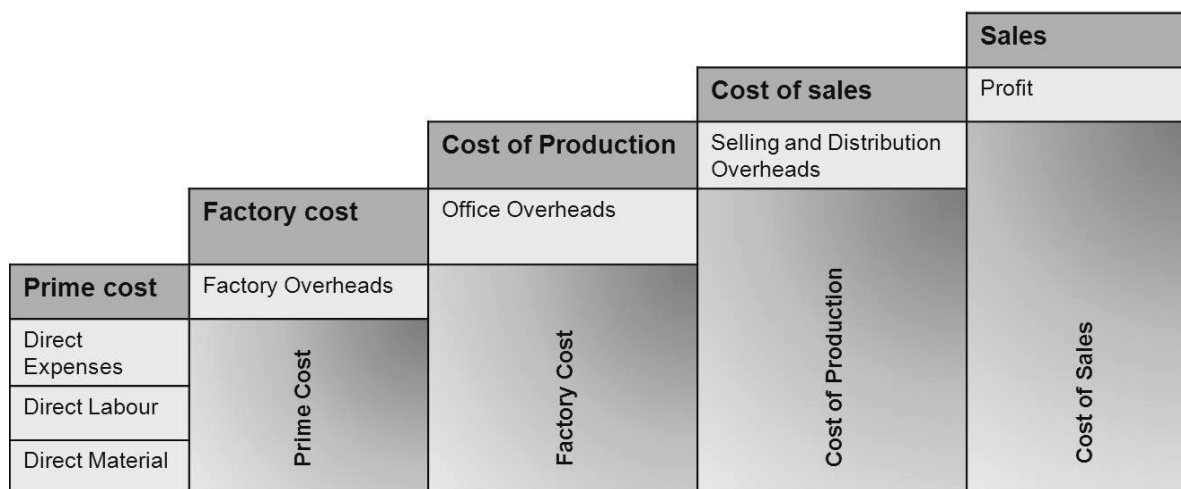 Sales
Profit
Cost of sales
Selling and Distribution
Overheads
Cost of Production
Office Overheads
Factory cost
Factory Overheads
Prime cost
Direct
Expenses
Direct Labour
Direct Material
Prime Cost
Factory Cost
Cost of Production
Cost of Sales